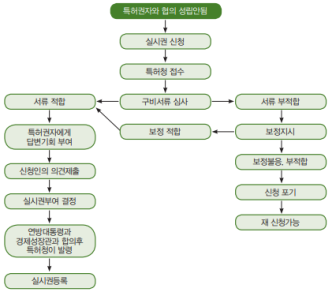 특허권자와 협의 성립안됨
실시권 신청
특허청 접수
서류 적합
구비서류 심사
서류 부적합
특허권자에게
답변기회 부여
보정 적합
보정지시
신청인의 의견제출
보정불응, 부적합
실시권부여 결정
신청 포기
연방대통령과
경제성장관과 합의후
특허청이 발령
재 신청가능
실시권등록